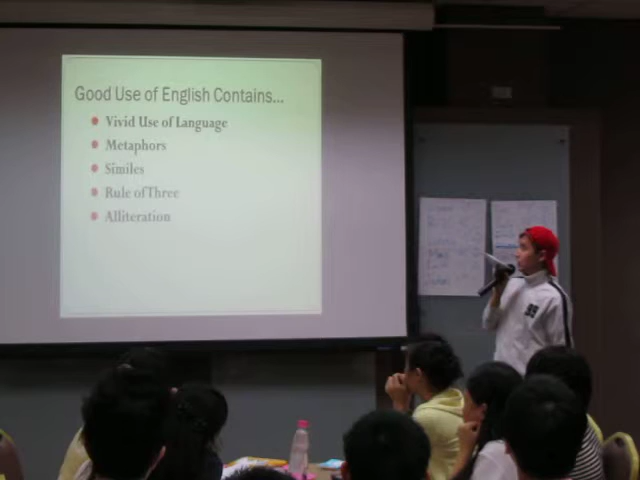 Good Use of English Contains...
Vivid Use of Language
Metaphors
Similes
Rule of Three
Alliteration